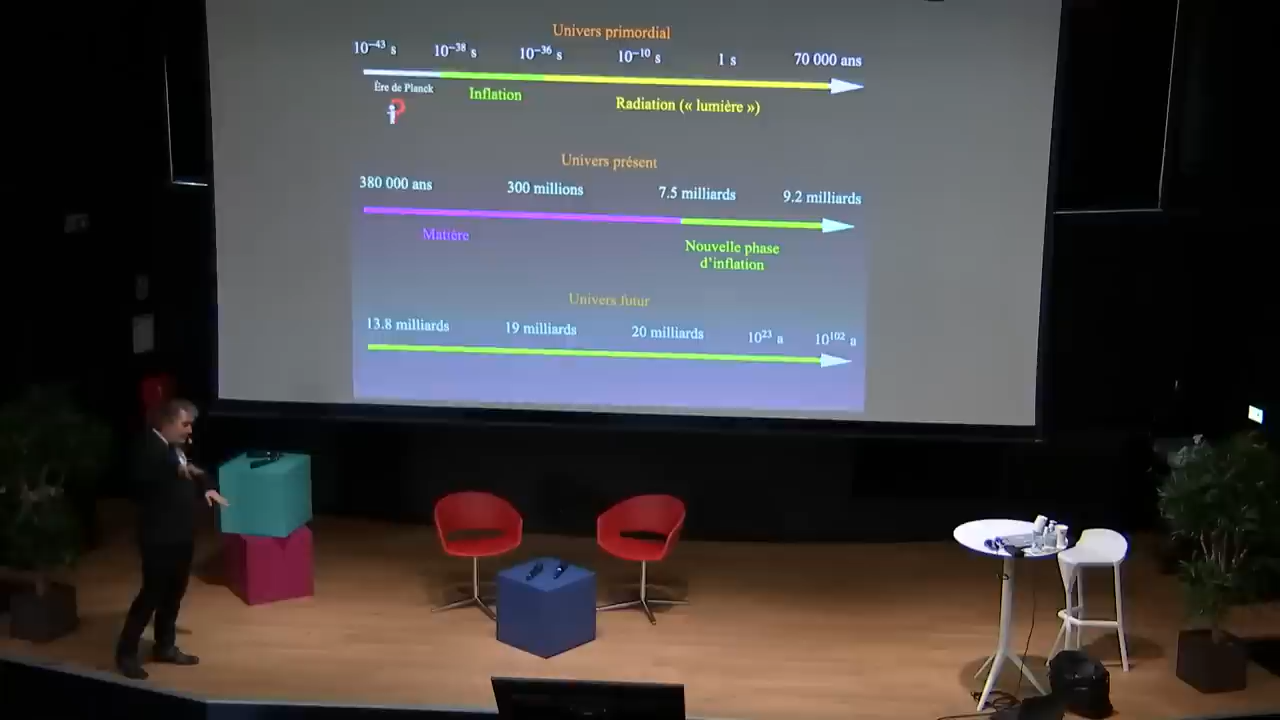 Univers primordial
10⁻⁴³ s 10⁻³⁸ s 10⁻³⁶ s 10⁻¹⁰ s 1 s 70 000 ans
Ère de Planck
?
Inflation
Radiation (« lumière »)
Univers présent
380 000 ans 300 millions 7.5 milliards 9.2 milliards
Matière
Nouvelle phase
d'inflation
Univers futur
13.8 milliards 19 milliards 20 milliards 10²³ a 10¹⁰² a